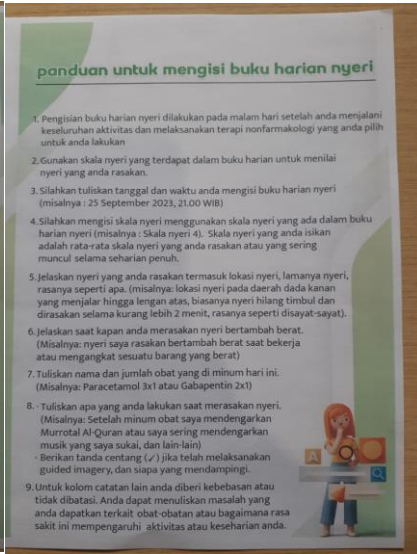 panduan untuk mengisi buku harian nyeri
1. Pengisian buku harian nyeri dilakukan pada malam hari setelah anda menjalani
keseluruhan aktivitas dan melaksanakan terapi nonfarmakologi yang anda pilih
untuk anda lakukan
2.Gunakan skala nyeri yang terdapat dalam buku harian untuk menilai
nyeri yang anda rasakan.
3. Silahkan tuliskan tanggal dan waktu anda mengisi buku harian nyeri
(misalnya : 25 September 2023, 21.00 WIB)
4.Silahkan mengisi skala nyeri menggunakan skala nyeri yang ada dalam buku
harian nyeri (misalnya : Skala nyeri 4). Skala nyeri yang anda isikan
adalah rata-rata skala nyeri yang anda rasakan atau yang sering
muncul selama seharian penuh.
5.Jelaskan nyeri yang anda rasakan termasuk lokasi nyeri, lamanya nyeri,
rasanya seperti apa. (misalnya: lokasi nyeri pada daerah dada kanan
yang menjalar hingga lengan atas, biasanya nyeri hilang timbul dan
dirasakan selama kurang lebih 2 menit, rasanya seperti disayat-sayat).
6.Jelaskan saat kapan anda merasakan nyeri bertambah berat.
(Misalnya: nyeri saya rasakan bertambah berat saat bekerja
atau mengangkat sesuatu barang yang berat)
7.Tuliskan nama dan jumlah obat yang di minum hari ini.
(Misalnya: Paracetamol 3x1 atau Gabapentin 2x1)
8. · Tuliskan apa yang anda lakukan saat merasakan nyeri.
(Misalnya: Setelah minum obat saya mendengarkan
Murrotal Al-Quran atau saya sering mendengarkan
musik yang saya sukai, dan lain-lain)
· Berikan tanda centang (✓) jika telah melaksanakan
guided imagery, dan siapa yang mendampingi.
9.Untuk kolom catatan lain anda diberi kebebasan atau
tidak dibatasi. Anda dapat menuliskan masalah yang
anda dapatkan terkait obat-obatan atau bagaimana rasa
sakit ini mempengaruhi aktivitas atau keseharian anda.
A